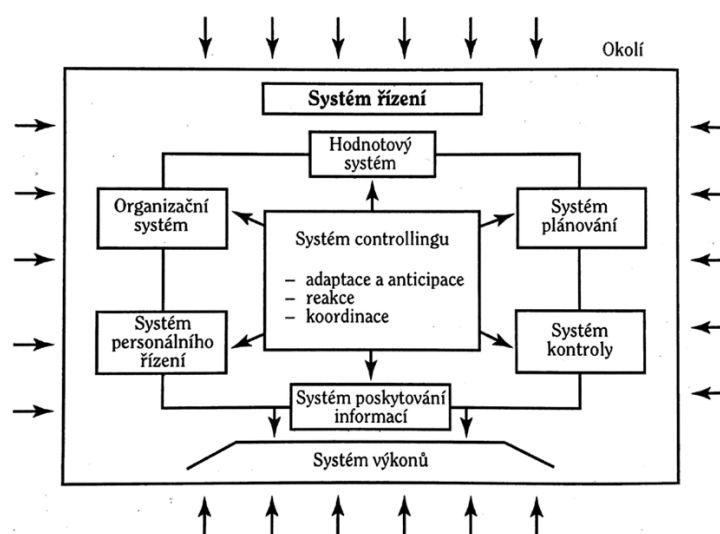 Okolí
Systém řízení
Hodnotový
systém
Organizační
systém
Systém
plánování
Systém controllingu
– adaptace a anticipace
– reakce
– koordinace
Systém
personálního
řízení
Systém
kontroly
Systém poskytování
informací
Systém výkonů